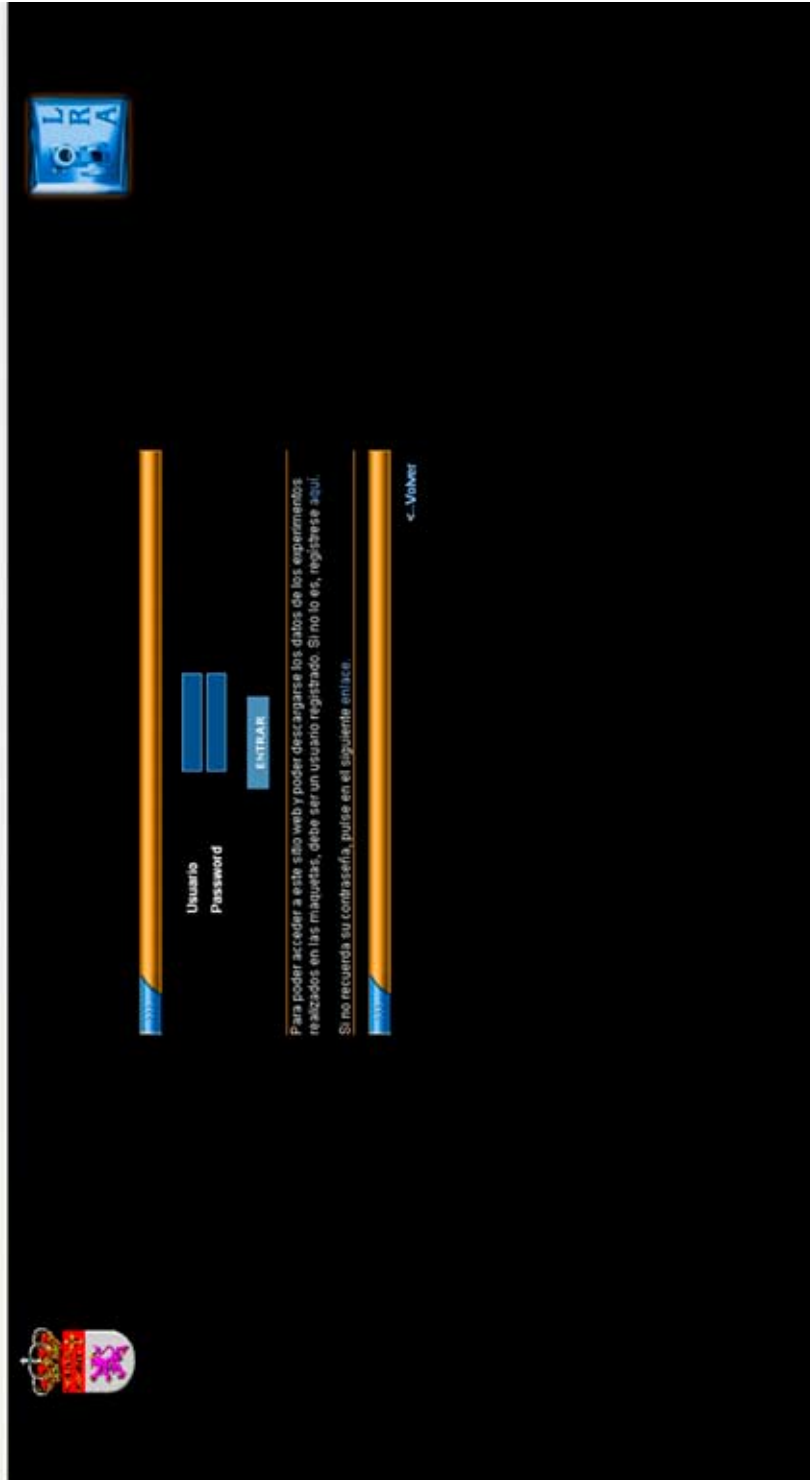 L
R
A
Usuario
Password
ENTRAR
Para poder acceder a este sitio web y poder descargarse los datos de los experimentos
realizados en las maquetas, debe ser un usuario registrado. Si no lo es, regístrese aquí.
Si no recuerda su contraseña, pulse en el siguiente enlace.
<-Volver